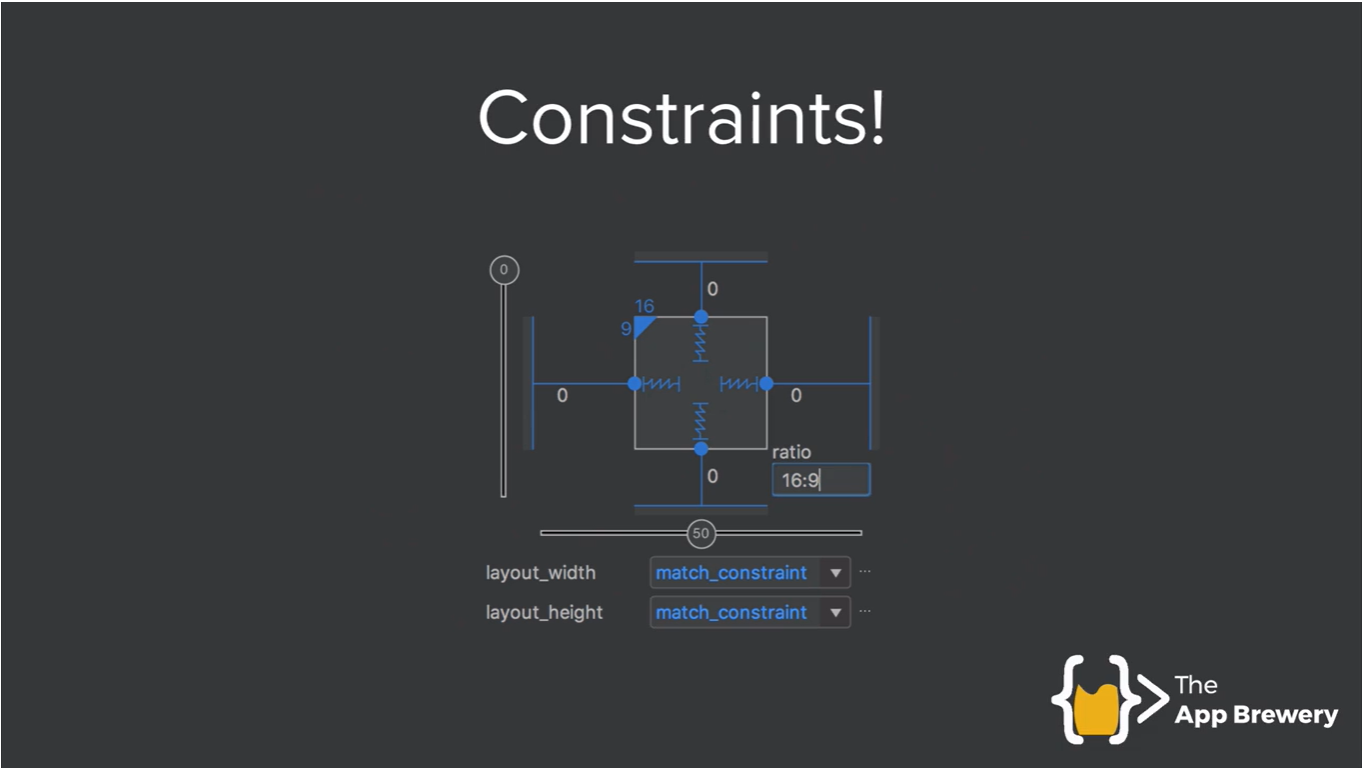 Constraints!
0
0
16
9
0
0
ratio
16:9
0
50
layout_width match_constraint
layout_height match_constraint
The
App Brewery